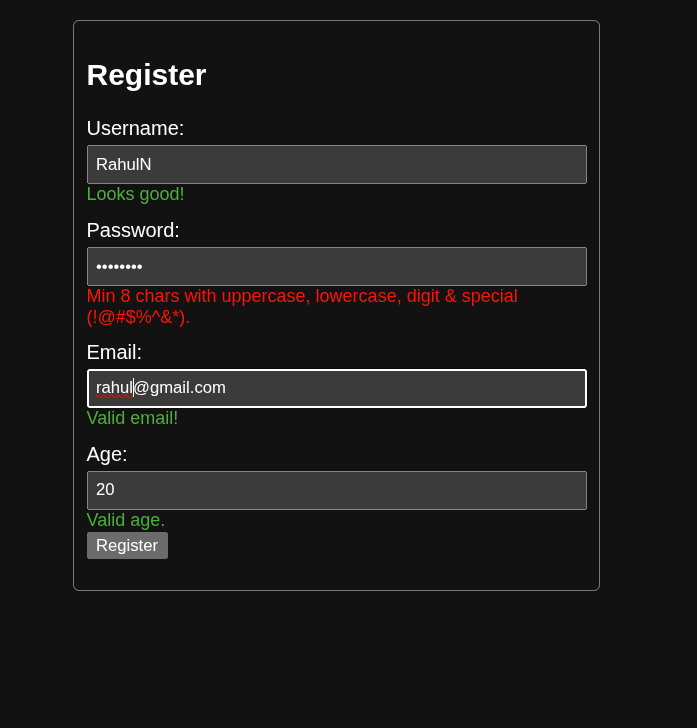 Register
Username:
RahulN
Looks good!
Password:
••••••••
Min 8 chars with uppercase, lowercase, digit & special
(!@#$%^&*).
Email:
rahul@gmail.com
Valid email!
Age:
20
Valid age.
Register